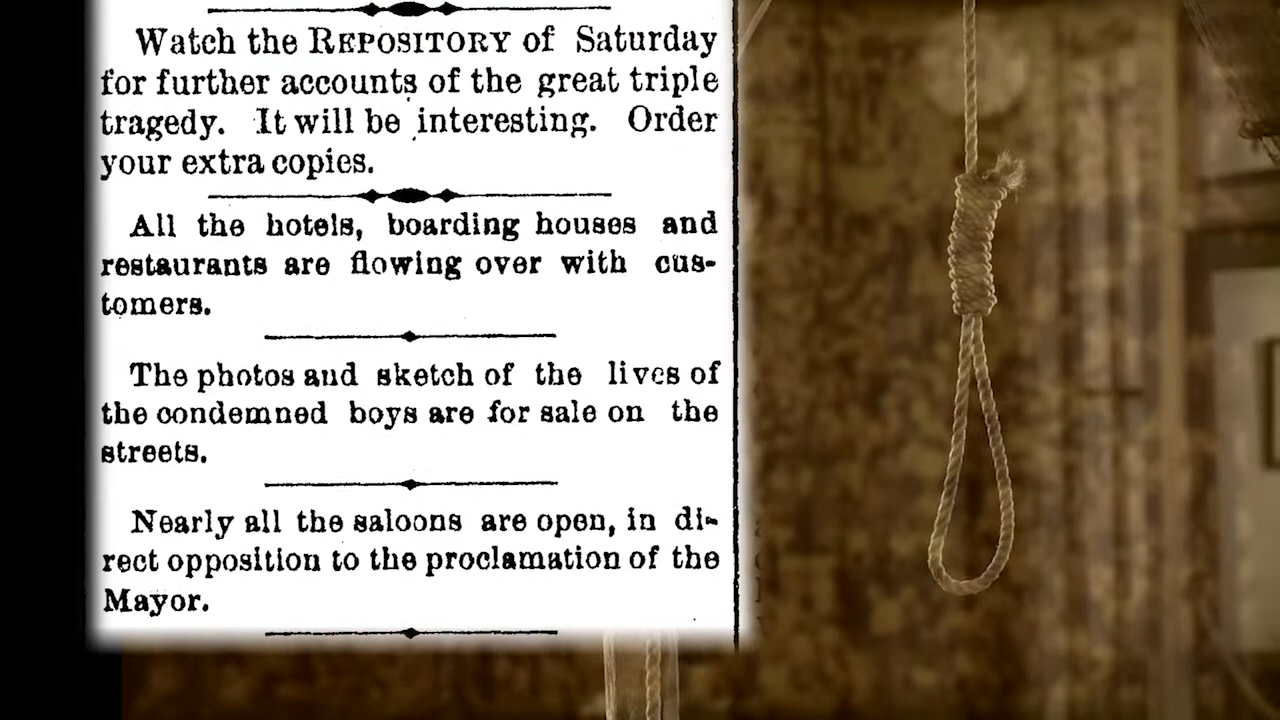 Watch the REPOSITORY of Saturday
for further accounts of the great triple
tragedy. It will be interesting. Order
your extra copies.
All the hotels, boarding houses and
restaurants are flowing over with cus-
tomers.
The photos and sketch of the lives of
the condemned boys are for sale on the
streets.
Nearly all the saloons are open, in di-
rect opposition to the proclamation of the
Mayor.